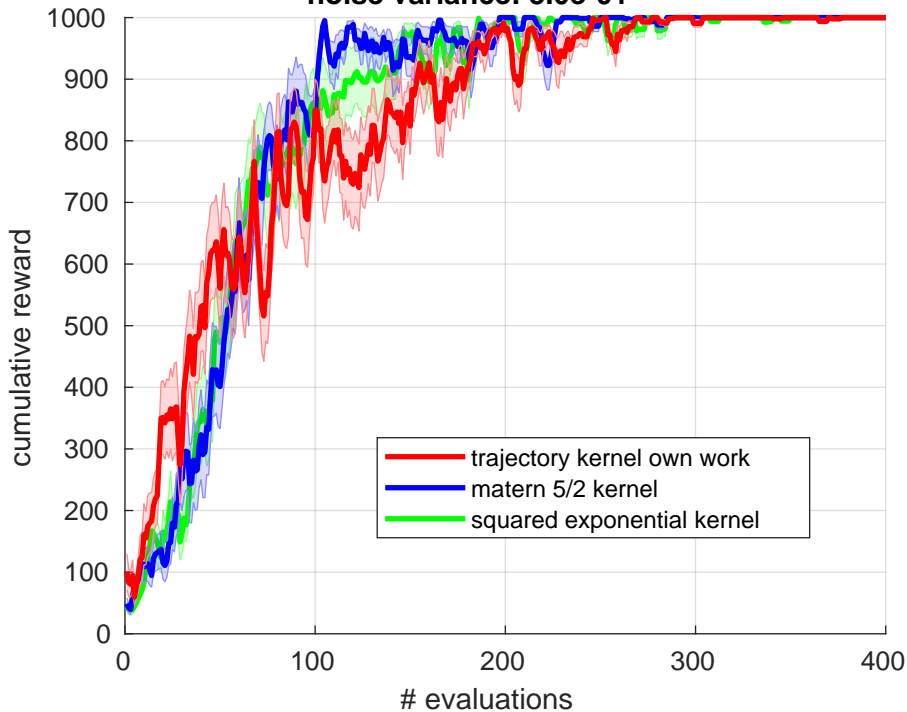 1000
900
800
700
600
500
400
300
200
100
0
cumulative reward
trajectory kernel own work
matern 5/2 kernel
squared exponential kernel
0 100 200 300 400
# evaluations